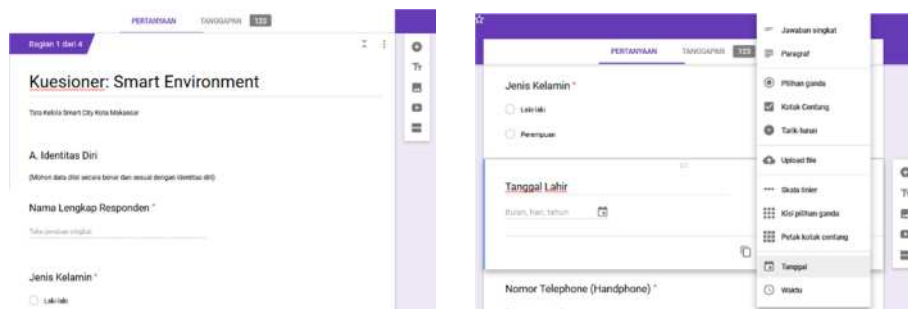 PERTANYAAN TANGGAPAN 123
Bagian 1 dari 4
Kuesioner: Smart Environment
Tata Kelola Smart City Kota Makassar
A. Identitas Diri
(Mohon data diisi secara benar dan sesuai dengan identitas diri)
Nama Lengkap Responden *
Teks jawaban singkat
Jenis Kelamin *
Laki-laki
PERTANYAAN TANGGAPAN 123
Jenis Kelamin *
Laki-laki
Perempuan
Tanggal Lahir
Bulan, hari, tahun
Nomor Telephone (Handphone) *
Jawaban singkat
Paragraf
Pilihan ganda
Kotak Centang
Tarik-turun
Upload file
Skala linier
Kisi pilihan ganda
Petak kotak centang
Tanggal
Waktu